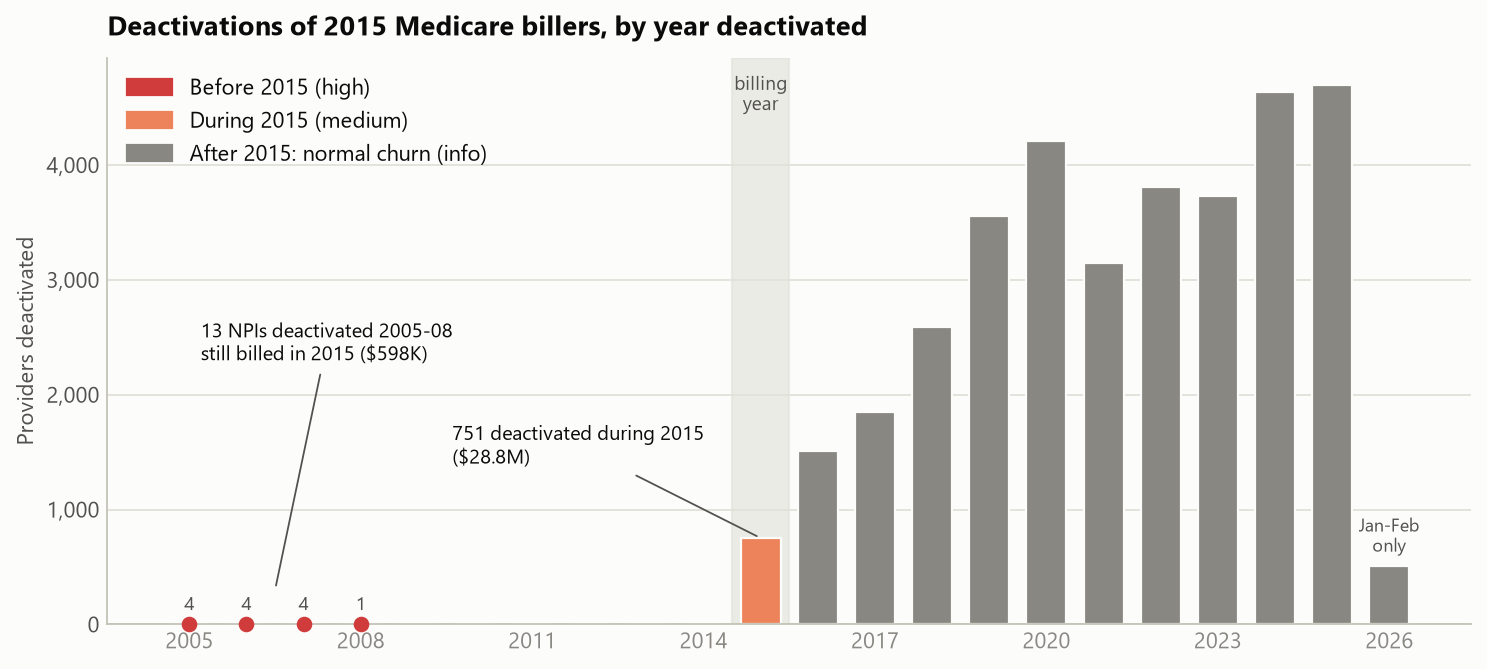 Deactivations of 2015 Medicare billers, by year deactivated
Before 2015 (high)
During 2015 (medium)
After 2015: normal churn (info)
billing
year
Providers deactivated
4,000
3,000
2,000
1,000
0
13 NPIs deactivated 2005-08
still billed in 2015 ($598K)
751 deactivated during 2015
($28.8M)
Jan-Feb
only
4 4 4 1
2005 2008 2011 2014 2017 2020 2023 2026